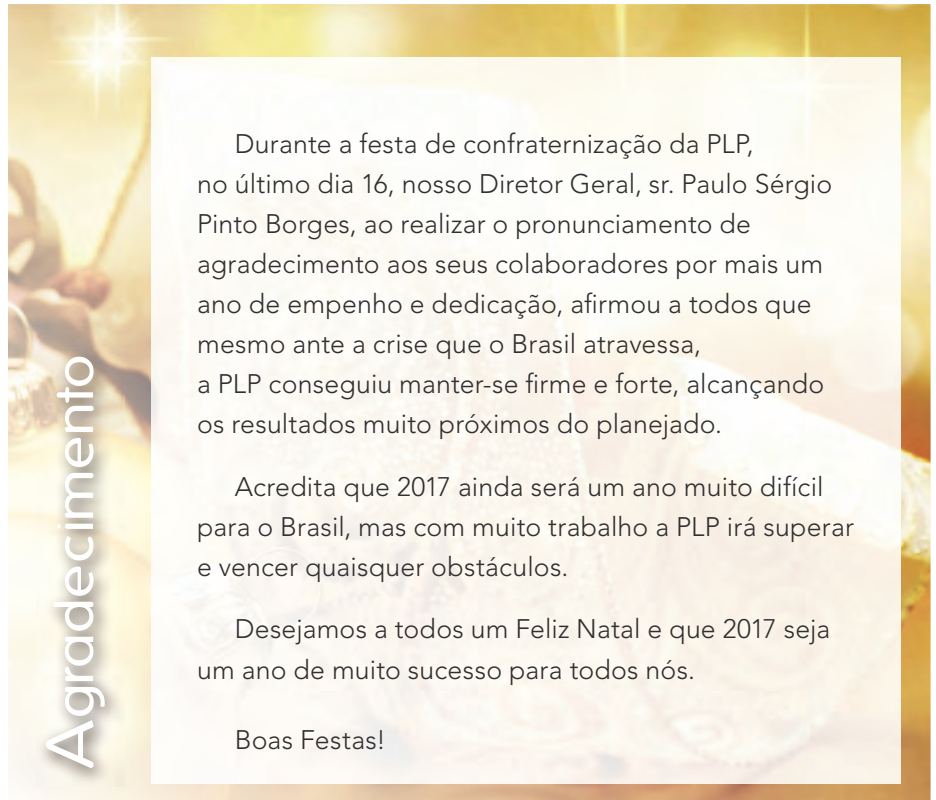 Agradecimento
Durante a festa de confraternização da PLP,
no último dia 16, nosso Diretor Geral, sr. Paulo Sérgio
Pinto Borges, ao realizar o pronunciamento de
agradecimento aos seus colaboradores por mais um
ano de empenho e dedicação, afirmou a todos que
mesmo ante a crise que o Brasil atravessa,
a PLP conseguiu manter-se firme e forte, alcançando
os resultados muito próximos do planejado.
Acredita que 2017 ainda será um ano muito difícil
para o Brasil, mas com muito trabalho a PLP irá superar
e vencer quaisquer obstáculos.
Desejamos a todos um Feliz Natal e que 2017 seja
um ano de muito sucesso para todos nós.
Boas Festas!